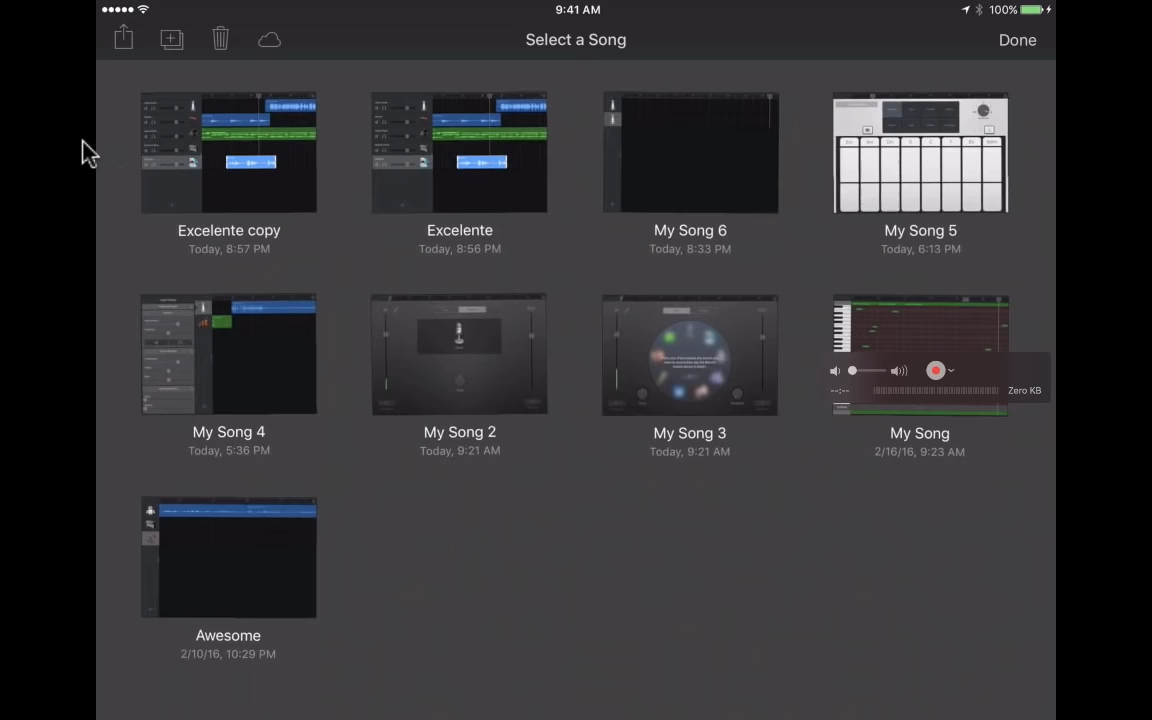 9:41 AM
100%
Select a Song
Done
Excelente copy
Today, 8:57 PM
Excelente
Today, 8:56 PM
My Song 6
Today, 8:33 PM
My Song 5
Today, 6:13 PM
My Song 4
Today, 5:36 PM
My Song 2
Today, 9:21 AM
My Song 3
Today, 9:21 AM
My Song
2/16/16, 9:23 AM
--:--
Zero KB
Awesome
2/10/16, 10:29 PM